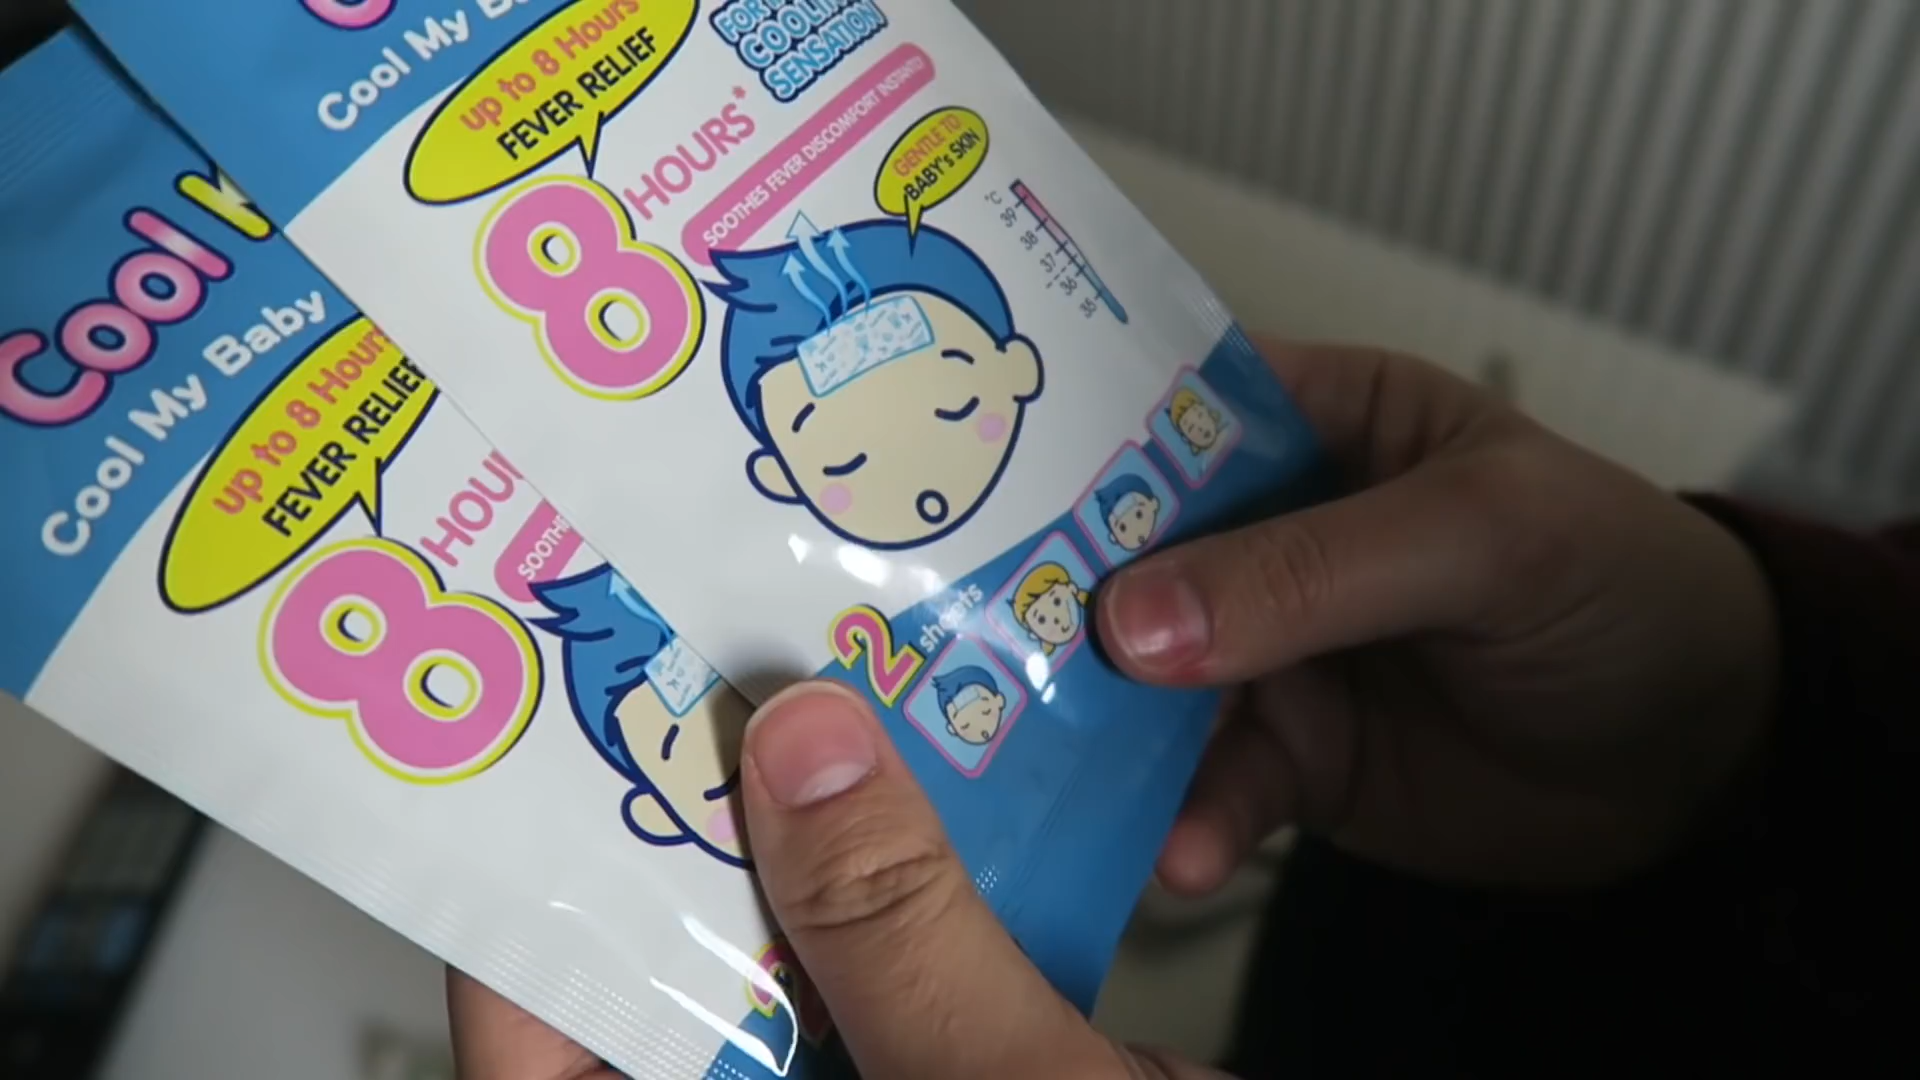 Cool My
up to 8 Hours
FEVER RELIEF
COOLING
SENSATION
8 HOURS*
SOOTHES FEVER DISCOMFORT INSTANTLY
GENTLE TO
BABY's SKIN
°C
39
38
37
36
35
2 sheets
Cool
Cool My Baby
up to 8 Hours
FEVER RELIEF
8